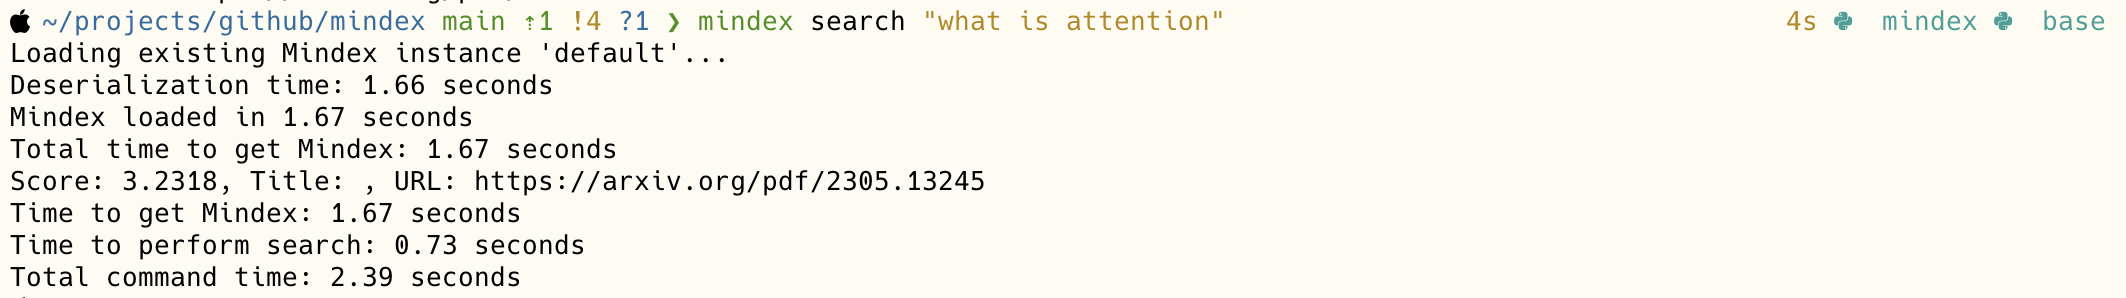 ~/projects/github/mindex main ⇡1 !4 ?1 ❯ mindex search "what is attention" 4s mindex base
Loading existing Mindex instance 'default'...
Deserialization time: 1.66 seconds
Mindex loaded in 1.67 seconds
Total time to get Mindex: 1.67 seconds
Score: 3.2318, Title: , URL: https://arxiv.org/pdf/2305.13245
Time to get Mindex: 1.67 seconds
Time to perform search: 0.73 seconds
Total command time: 2.39 seconds